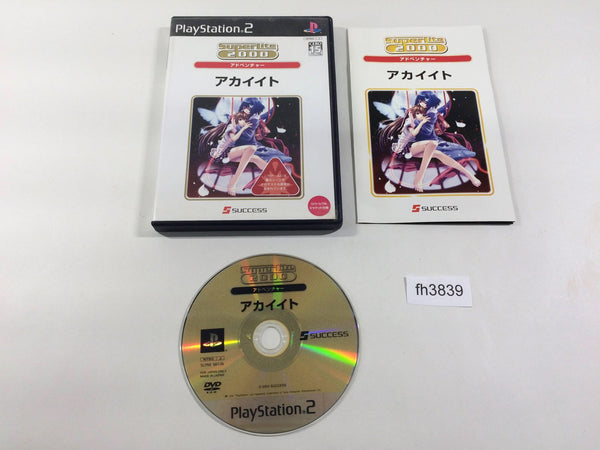 PlayStation 2
SuperLite
2000
アドベンチャー
アカイイト
SUCCESS
SuperLite
2000
アドベンチャー
アカイイト
SUCCESS
fh3839
SuperLite
2000
アドベンチャー
アカイイト
SUCCESS
DVD
PlayStation 2